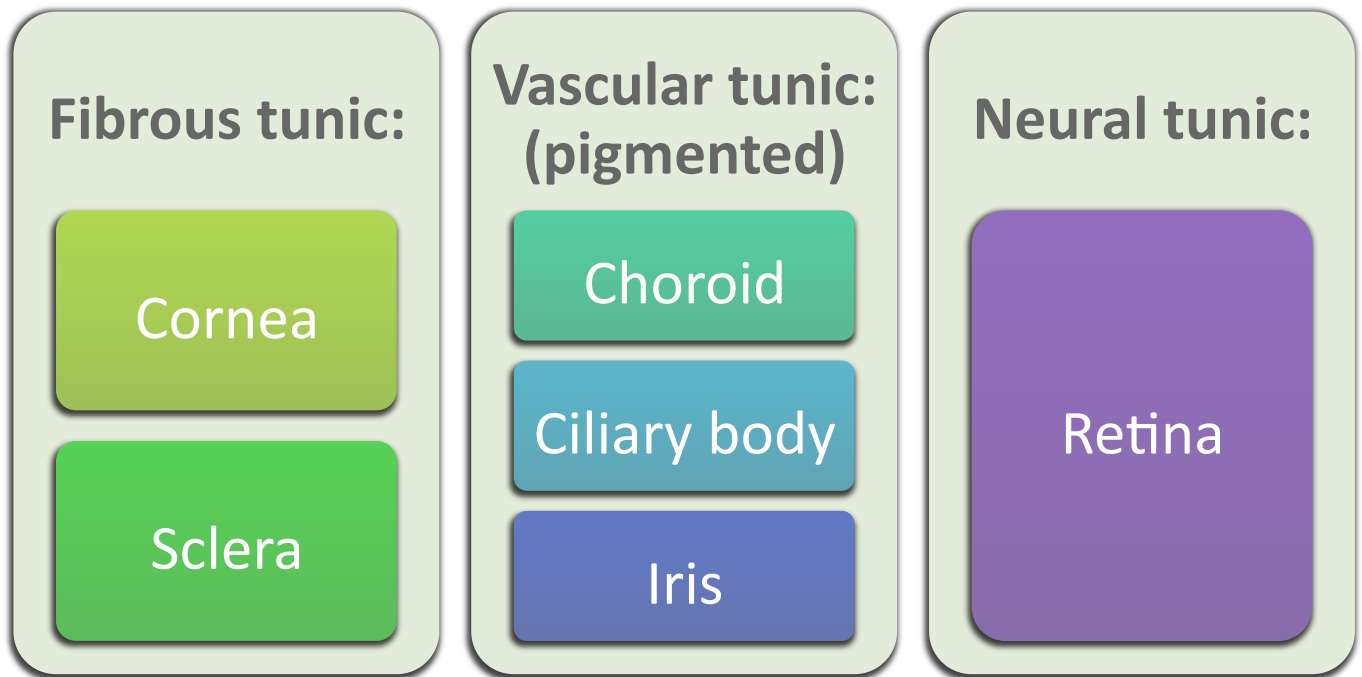 Fibrous tunic:
Cornea
Sclera
Vascular tunic:
(pigmented)
Choroid
Ciliary body
Iris
Neural tunic:
Retina